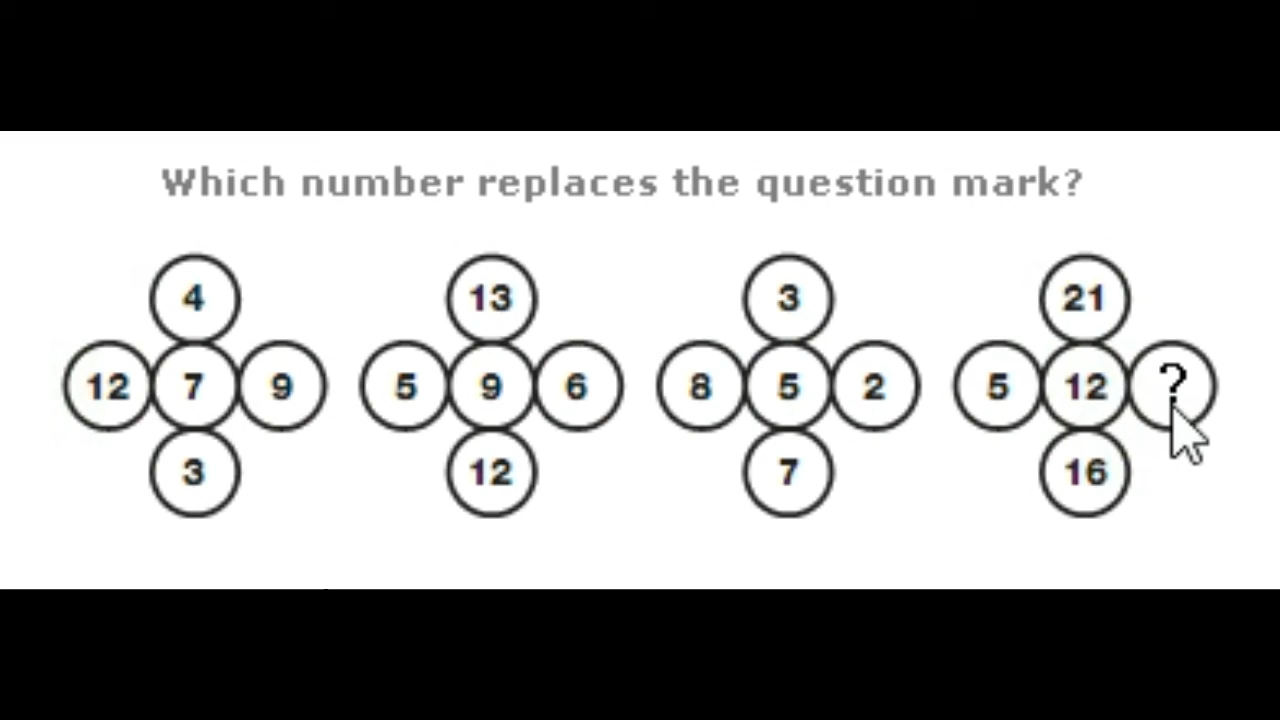 Which number replaces the question mark?
4 13 3 21
12 7 9 5 9 6 8 5 2 5 12 ?
3 12 7 16